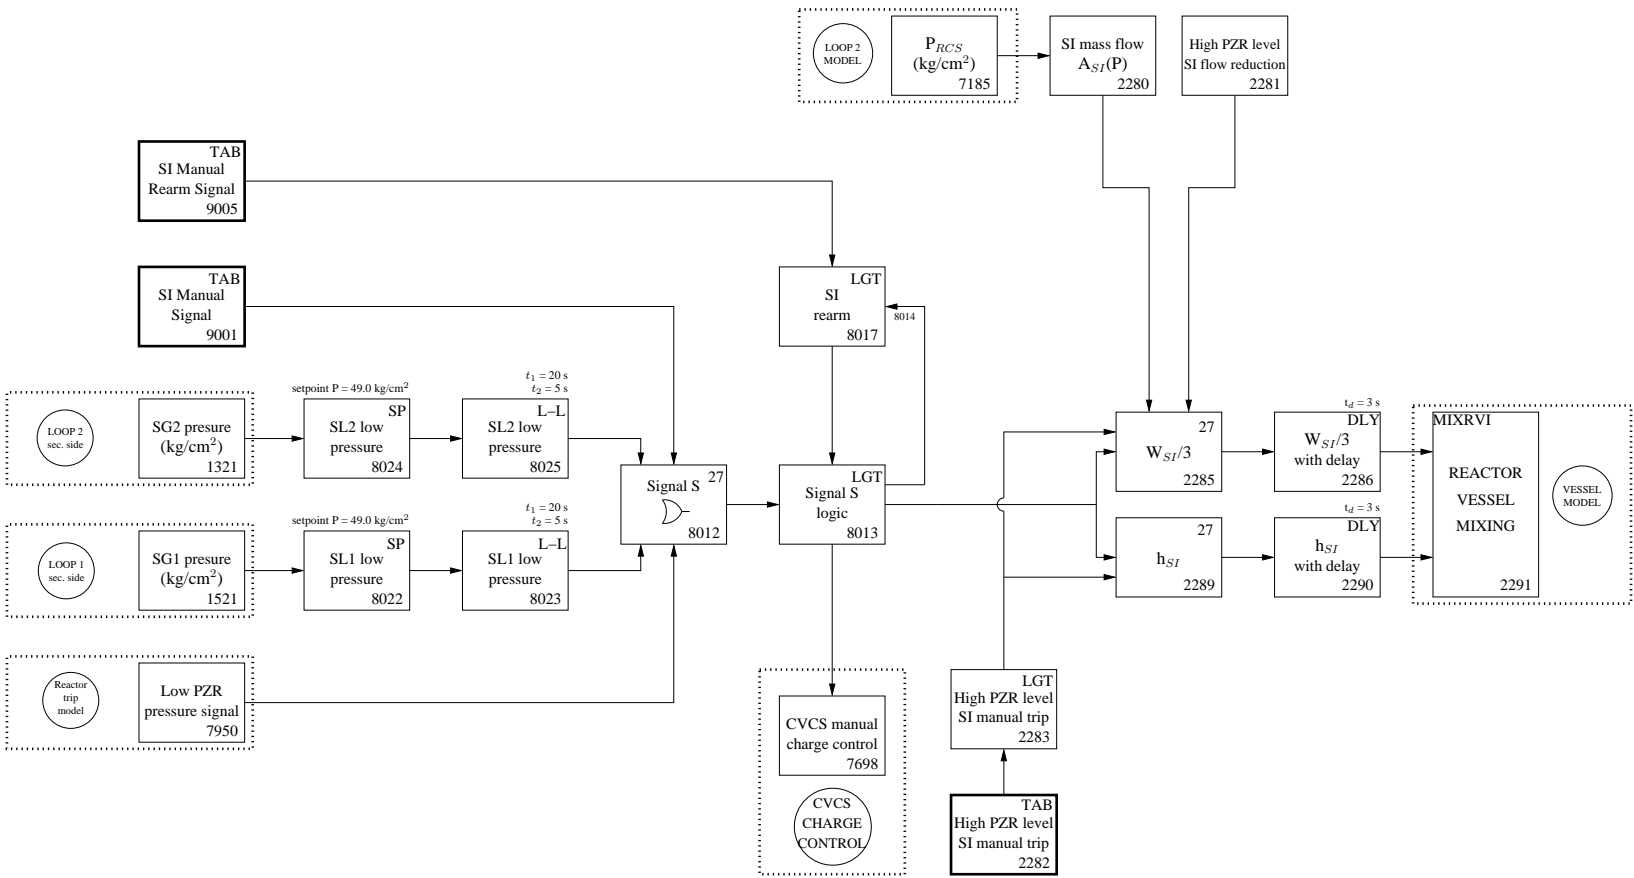 LOOP 2
MODEL
P_RCS
(kg/cm²)
7185
SI mass flow
A_SI(P)
2280
High PZR level
SI flow reduction
2281
TAB
SI Manual
Rearm Signal
9005
TAB
SI Manual
Signal
9001
LGT
SI
rearm
8017
8014
LOOP 2
sec. side
SG2 presure
(kg/cm²)
1321
setpoint P = 49.0 kg/cm²
SP
SL2 low
pressure
8024
t₁ = 20 s
t₂ = 5 s
L−L
SL2 low
pressure
8025
LOOP 1
sec. side
SG1 presure
(kg/cm²)
1521
setpoint P = 49.0 kg/cm²
SP
SL1 low
pressure
8022
t₁ = 20 s
t₂ = 5 s
L−L
SL1 low
pressure
8023
27
Signal S
8012
LGT
Signal S
logic
8013
27
W_SI/3
2285
t_d = 3 s
DLY
W_SI/3
with delay
2286
27
h_SI
2289
t_d = 3 s
DLY
h_SI
with delay
2290
MIXRVI
REACTOR
VESSEL
MIXING
2291
VESSEL
MODEL
Reactor
trip
model
Low PZR
pressure signal
7950
CVCS manual
charge control
7698
CVCS
CHARGE
CONTROL
LGT
High PZR level
SI manual trip
2283
TAB
High PZR level
SI manual trip
2282